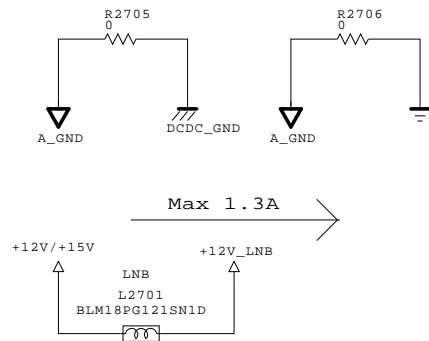 R2705
0
R2706
0
A_GND
DCDC_GND
A_GND
Max 1.3A
+12V/+15V
+12V_LNB
LNB
L2701
BLM18PG121SN1D